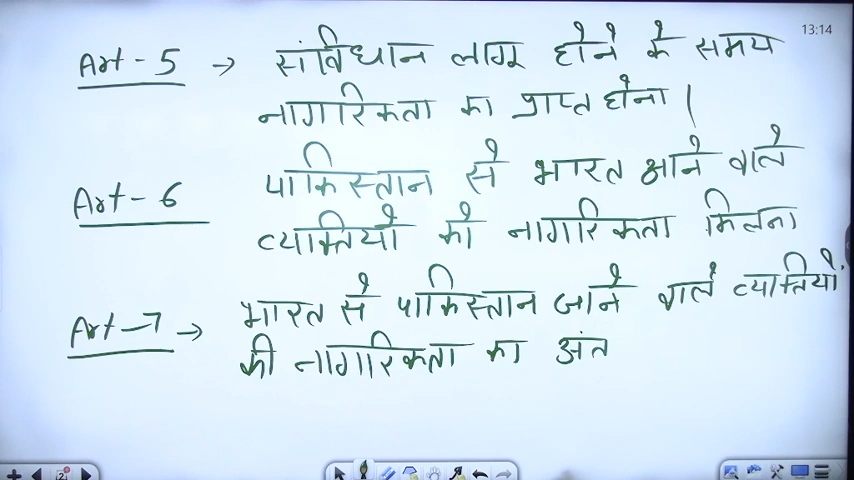 13:14
Art-5 → संविधान लागू होने के समय
नागरिकता का प्राप्त होना।
Art-6 पाकिस्तान से भारत आने वाले
व्यक्तियो को नागरिकता मिलना
Art-7 → भारत से पाकिस्तान जाने वाले व्यक्तियों
की नागरिकता का अंत
2